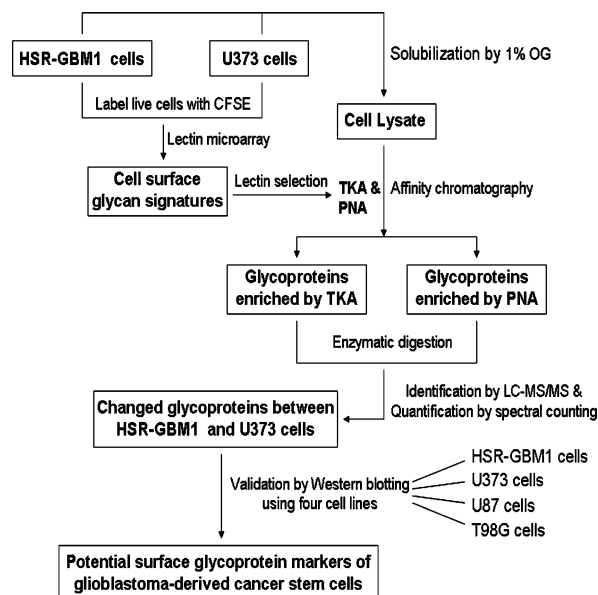 HSR-GBM1 cells
U373 cells
Solubilization by 1% OG
Label live cells with CFSE
Cell Lysate
Lectin microarray
Cell surface
glycan signatures
Lectin selection
TKA &
PNA
Affinity chromatography
Glycoproteins
enriched by TKA
Glycoproteins
enriched by PNA
Enzymatic digestion
Identification by LC-MS/MS &
Quantification by spectral counting
Changed glycoproteins between
HSR-GBM1 and U373 cells
Validation by Western blotting
using four cell lines
HSR-GBM1 cells
U373 cells
U87 cells
T98G cells
Potential surface glycoprotein markers of
glioblastoma-derived cancer stem cells